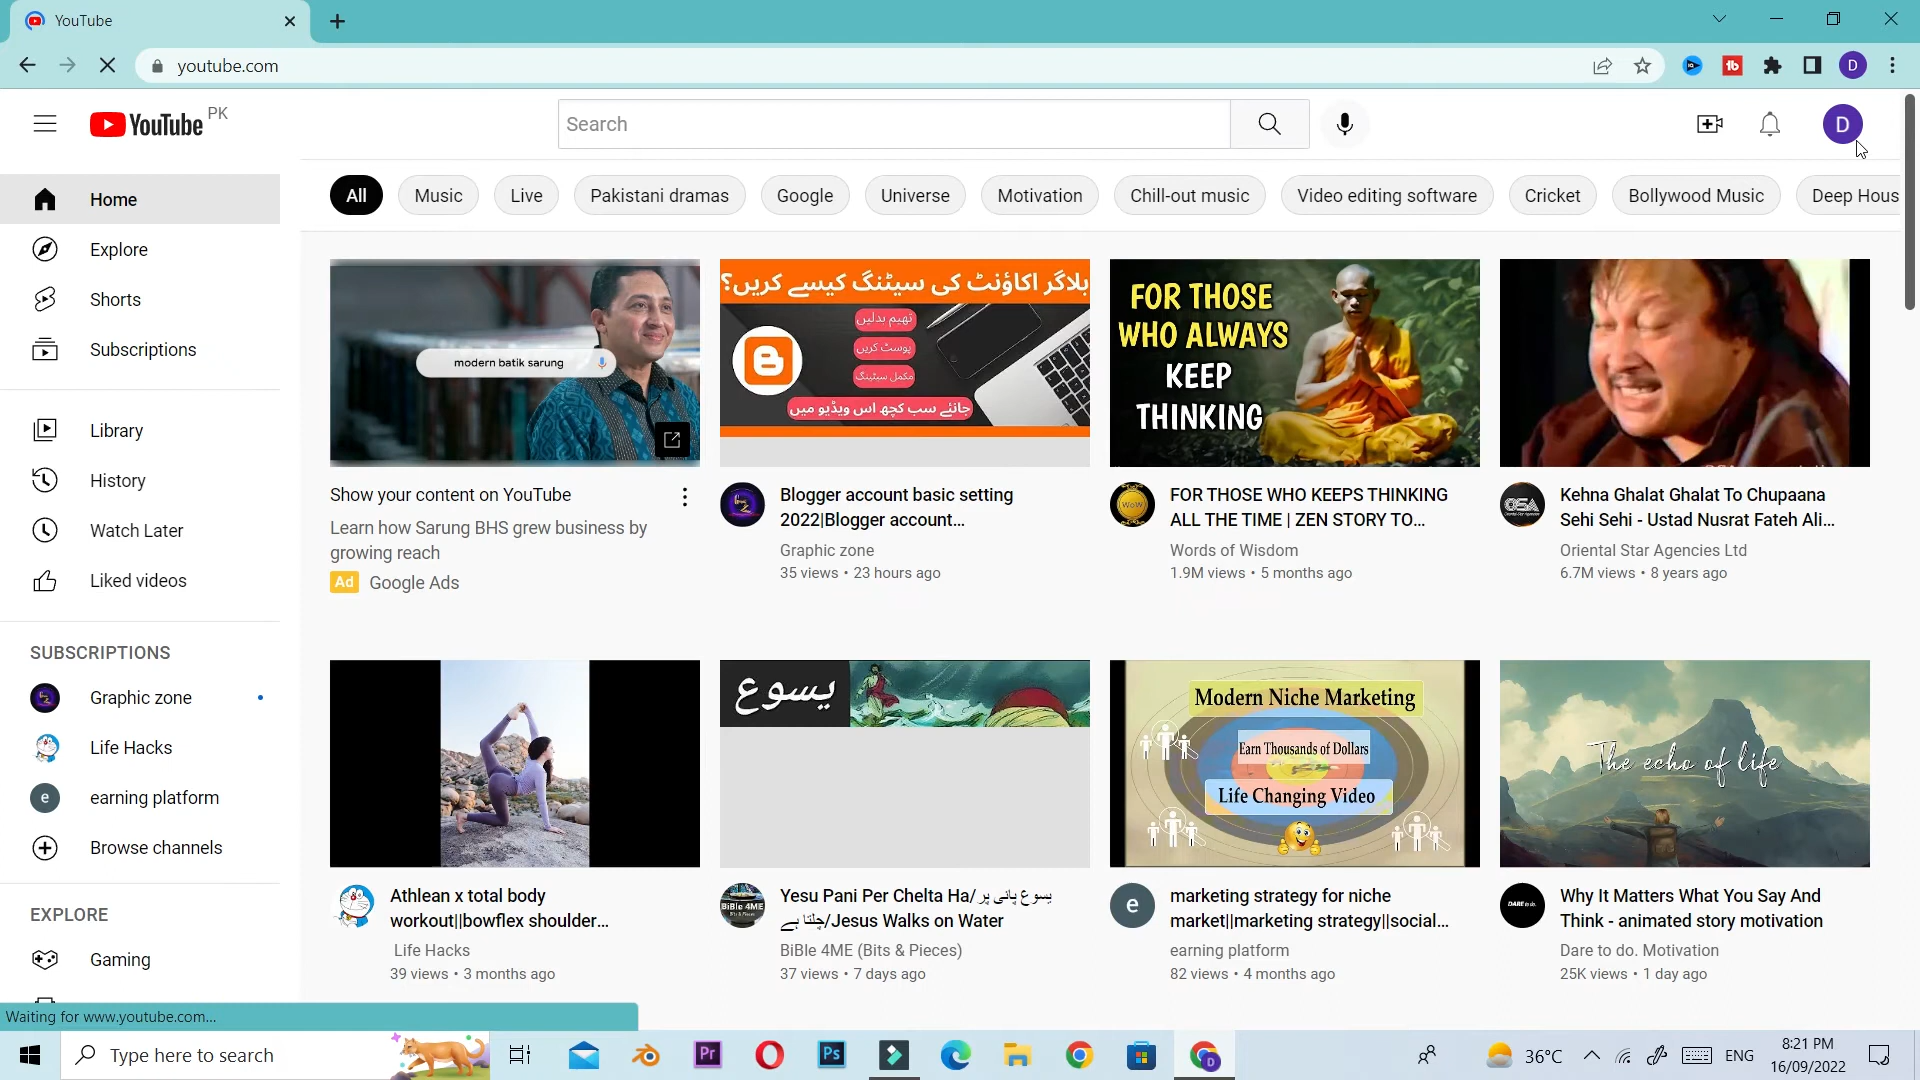 YouTube
youtube.com
D
YouTube PK
Search
D
Home
Explore
Shorts
Subscriptions
Library
History
Watch Later
Liked videos
SUBSCRIPTIONS
Graphic zone
Life Hacks
e earning platform
Browse channels
EXPLORE
Gaming
All Music Live Pakistani dramas Google Universe Motivation Chill-out music Video editing software Cricket Bollywood Music Deep Hous
modern batik sarung
Show your content on YouTube
Learn how Sarung BHS grew business by
growing reach
Ad Google Ads
بلاگر اکاؤنٹ کی سیٹنگ کیسے کریں؟
تھیم بدلیں
پوسٹ کریں
مکمل سیٹینگ
جانئے سب کچھ اس ویڈیو میں
Blogger account basic setting
2022|Blogger account...
Graphic zone
35 views • 23 hours ago
FOR THOSE
WHO ALWAYS
KEEP
THINKING
WOW
FOR THOSE WHO KEEPS THINKING
ALL THE TIME | ZEN STORY TO...
Words of Wisdom
1.9M views • 5 months ago
OSA
Kehna Ghalat Ghalat To Chupaana
Sehi Sehi - Ustad Nusrat Fateh Ali...
Oriental Star Agencies Ltd
6.7M views • 8 years ago
Athlean x total body
workout||bowflex shoulder...
Life Hacks
39 views • 3 months ago
یسوع
BiBle 4ME
Yesu Pani Per Chelta Ha/یسوع پانی پر
چلتا ہے/Jesus Walks on Water
BiBle 4ME (Bits & Pieces)
37 views • 7 days ago
Modern Niche Marketing
Earn Thousands of Dollars
Life Changing Video
e
marketing strategy for niche
market||marketing strategy||social...
earning platform
82 views • 4 months ago
The echo of life
DARE to do.
Why It Matters What You Say And
Think - animated story motivation
Dare to do. Motivation
25K views • 1 day ago
Waiting for www.youtube.com...
Type here to search
Pr
Ps
D
36°C
ENG
8:21 PM
16/09/2022